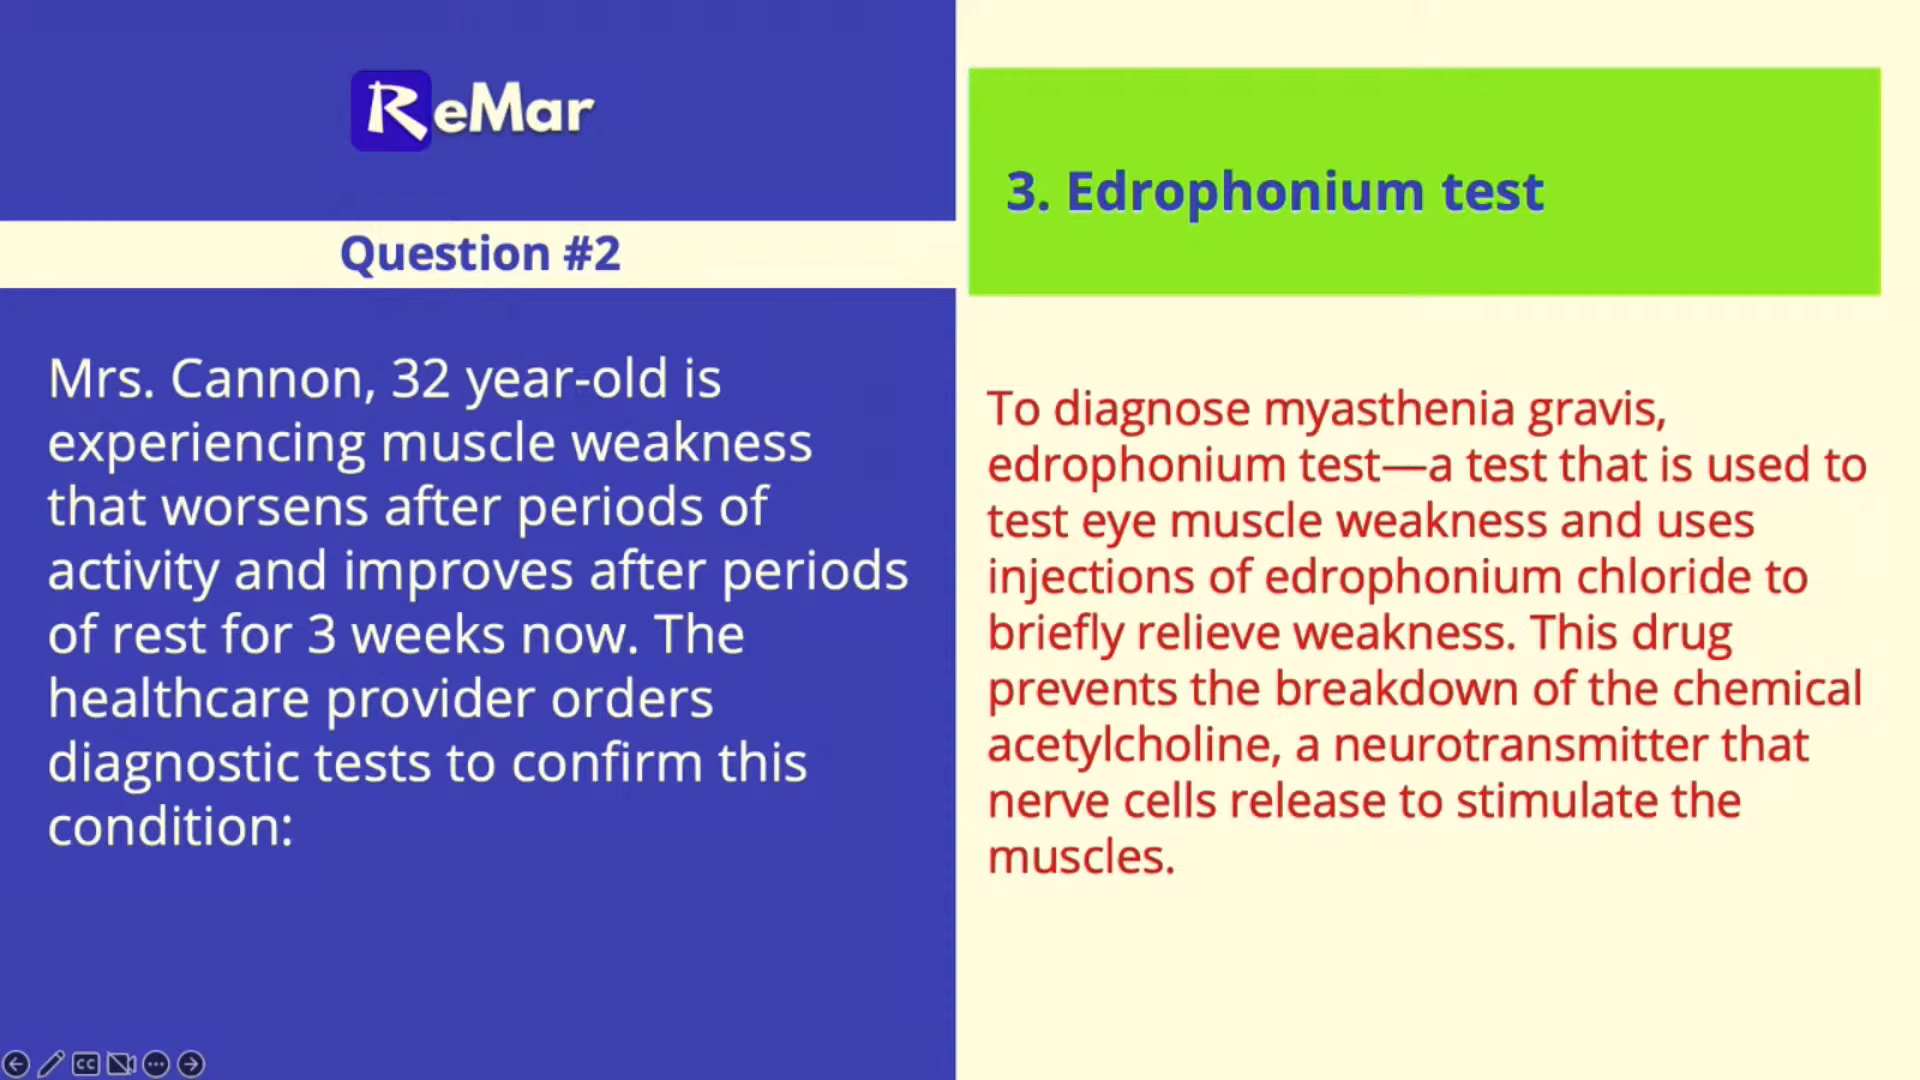 ReMar
Question #2
Mrs. Cannon, 32 year-old is
experiencing muscle weakness
that worsens after periods of
activity and improves after periods
of rest for 3 weeks now. The
healthcare provider orders
diagnostic tests to confirm this
condition:
3. Edrophonium test
To diagnose myasthenia gravis,
edrophonium test—a test that is used to
test eye muscle weakness and uses
injections of edrophonium chloride to
briefly relieve weakness. This drug
prevents the breakdown of the chemical
acetylcholine, a neurotransmitter that
nerve cells release to stimulate the
muscles.
CC